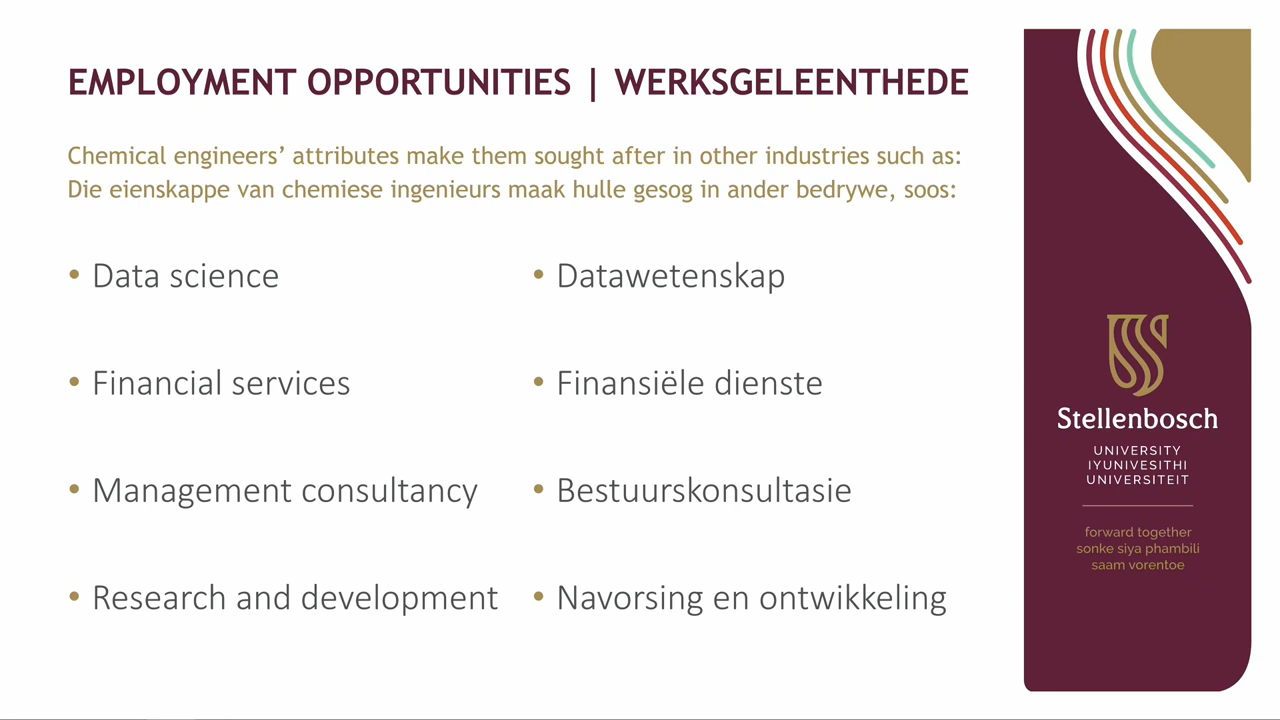 EMPLOYMENT OPPORTUNITIES | WERKSGELEENTHEDE
Chemical engineers’ attributes make them sought after in other industries such as:
Die eienskappe van chemiese ingenieurs maak hulle gesog in ander bedrywe, soos:
• Data science
• Financial services
• Management consultancy
• Research and development
• Datawetenskap
• Finansiële dienste
• Bestuurskonsultasie
• Navorsing en ontwikkeling
Stellenbosch
UNIVERSITY
IYUNIVESITHI
UNIVERSITEIT
forward together
sonke siya phambili
saam vorentoe